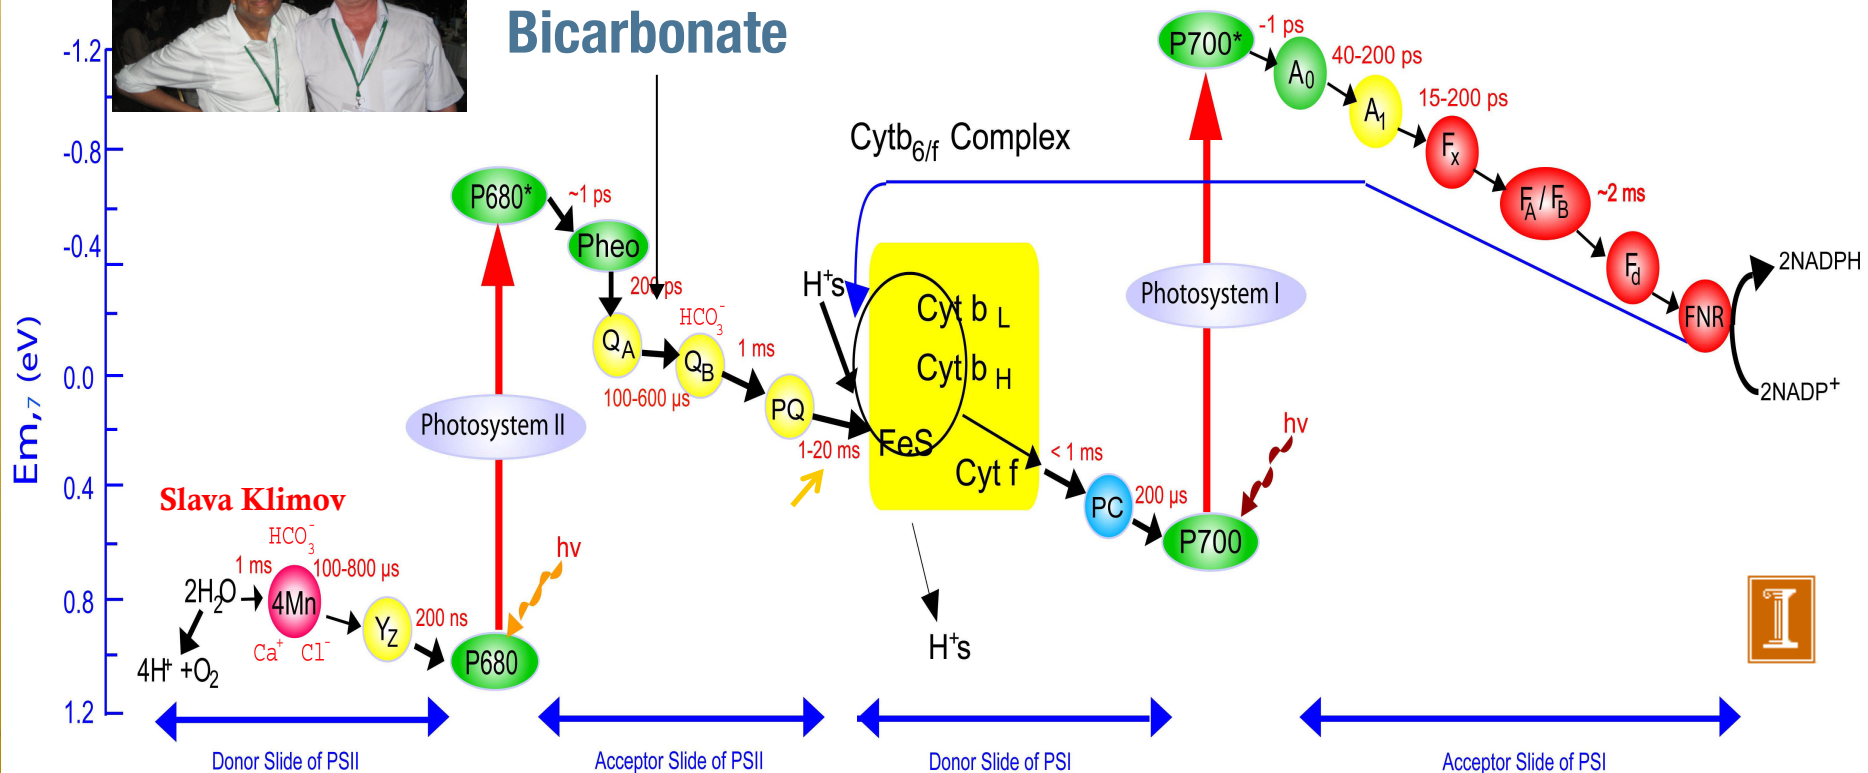 Bicarbonate
-1.2
-0.8
-0.4
0.0
0.4
0.8
1.2
Em,7 (eV)
Slava Klimov
HCO3-
1 ms
100-800 µs
2H2O
4Mn
Ca+ Cl-
4H+ +O2
YZ
200 ns
P680
hv
Photosystem II
P680*
~1 ps
Pheo
200 ps
HCO3-
QA
QB
1 ms
100-600 µs
PQ
1-20 ms
Cytb6/f Complex
H+s
Cyt b L
Cyt b H
FeS
Cyt f
H+s
< 1 ms
PC
200 µs
P700
hv
Photosystem I
P700*
-1 ps
A0
40-200 ps
A1
15-200 ps
Fx
FA / FB
~2 ms
Fd
FNR
2NADPH
2NADP+
I
Donor Slide of PSII
Acceptor Slide of PSII
Donor Slide of PSI
Acceptor Slide of PSI